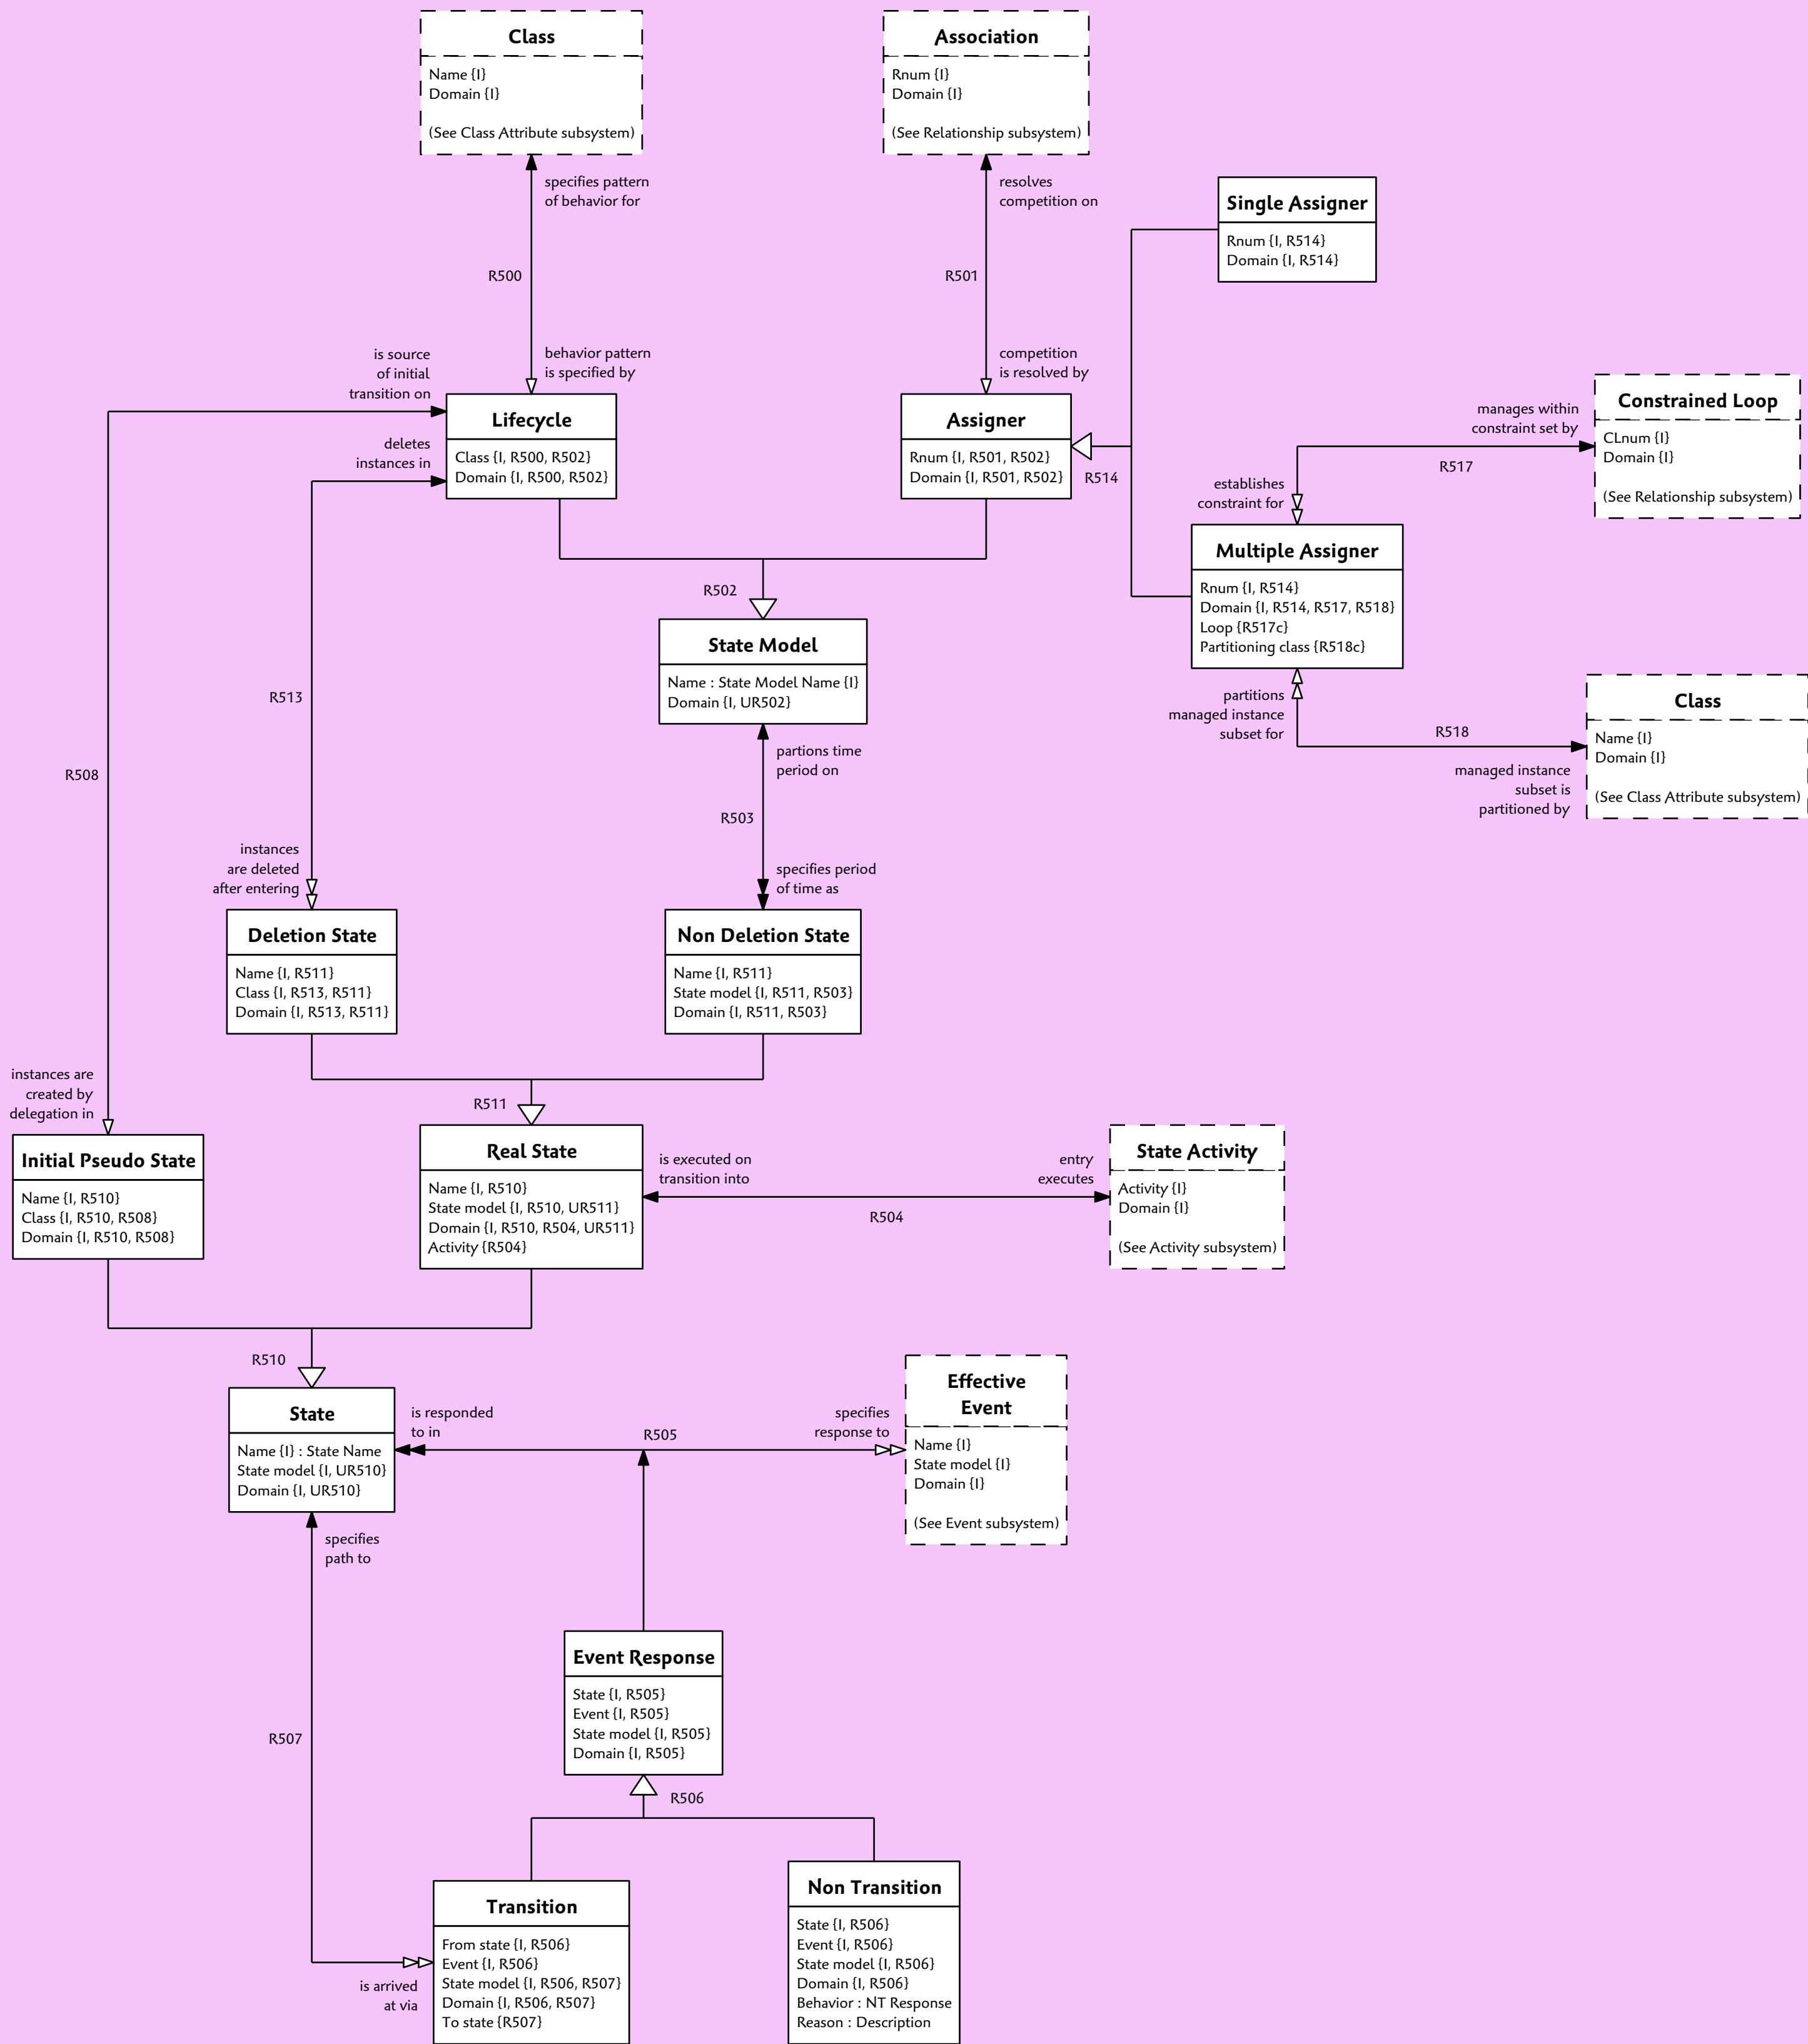 Class
Name {I}
Domain {I}
(See Class Attribute subsystem)
Association
Rnum {I}
Domain {I}
(See Relationship subsystem)
specifies pattern
of behavior for
resolves
competition on
Single Assigner
Rnum {I, R514}
Domain {I, R514}
R500
R501
is source
of initial
transition on
behavior pattern
is specified by
competition
is resolved by
Lifecycle
Class {I, R500, R502}
Domain {I, R500, R502}
deletes
instances in
Assigner
Rnum {I, R501, R502}
Domain {I, R501, R502}
R514
manages within
constraint set by
R517
Constrained Loop
CLnum {I}
Domain {I}
(See Relationship subsystem)
establishes
constraint for
Multiple Assigner
Rnum {I, R514}
Domain {I, R514, R517, R518}
Loop {R517c}
Partitioning class {R518c}
R502
State Model
Name : State Model Name {I}
Domain {I, UR502}
R513
partitions
managed instance
subset for
R518
Class
Name {I}
Domain {I}
(See Class Attribute subsystem)
managed instance
subset is
partitioned by
R508
partions time
period on
R503
instances
are deleted
after entering
specifies period
of time as
Deletion State
Name {I, R511}
Class {I, R513, R511}
Domain {I, R513, R511}
Non Deletion State
Name {I, R511}
State model {I, R511, R503}
Domain {I, R511, R503}
instances are
created by
delegation in
R511
Initial Pseudo State
Name {I, R510}
Class {I, R510, R508}
Domain {I, R510, R508}
Real State
Name {I, R510}
State model {I, R510, UR511}
Domain {I, R510, R504, UR511}
Activity {R504}
is executed on
transition into
entry
executes
R504
State Activity
Activity {I}
Domain {I}
(See Activity subsystem)
R510
State
Name {I} : State Name
State model {I, UR510}
Domain {I, UR510}
is responded
to in
R505
specifies
response to
Effective
Event
Name {I}
State model {I}
Domain {I}
(See Event subsystem)
specifies
path to
Event Response
State {I, R505}
Event {I, R505}
State model {I, R505}
Domain {I, R505}
R507
R506
Transition
From state {I, R506}
Event {I, R506}
State model {I, R506, R507}
Domain {I, R506, R507}
To state {R507}
is arrived
at via
Non Transition
State {I, R506}
Event {I, R506}
State model {I, R506}
Domain {I, R506}
Behavior : NT Response
Reason : Description